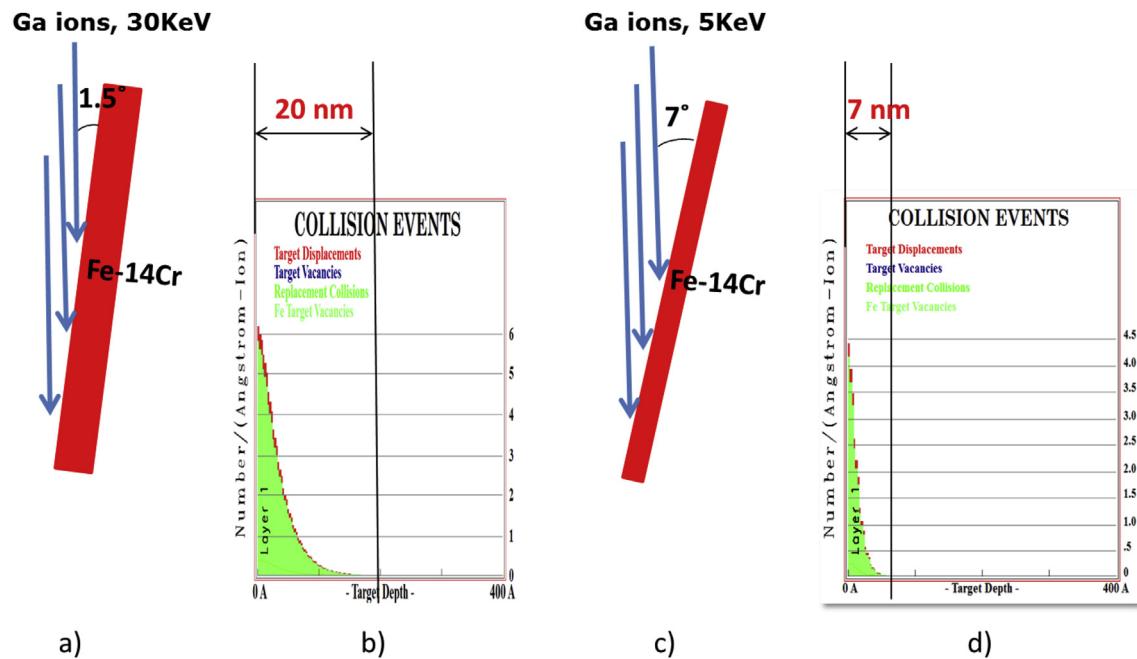 Ga ions, 30KeV
1.5°
Fe-14Cr
a)
20 nm
COLLISION EVENTS
Target Displacements
Target Vacancies
Replacement Collisions
Fe Target Vacancies
Number/(Angstrom-Ion)
Layer 1
6
5
4
3
2
1
0
0 A
- Target Depth -
400 A
b)
Ga ions, 5KeV
7°
Fe-14Cr
c)
7 nm
COLLISION EVENTS
Target Displacements
Target Vacancies
Replacement Collisions
Fe Target Vacancies
Number/(Angstrom-Ion)
Layer 1
4.5
4.0
3.5
3.0
2.5
2.0
1.5
1.0
.5
0
0 A
- Target Depth -
400 A
d)